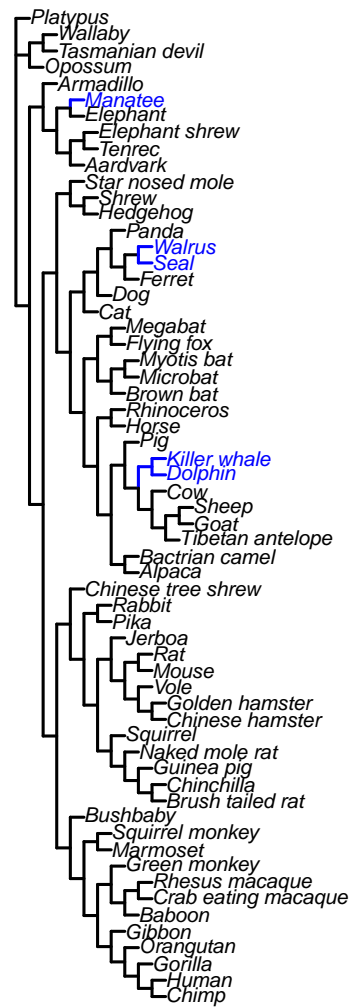 Platypus
Wallaby
Tasmanian devil
Opossum
Armadillo
Manatee
Elephant
Elephant shrew
Tenrec
Aardvark
Star nosed mole
Shrew
Hedgehog
Panda
Walrus
Seal
Ferret
Dog
Cat
Megabat
Flying fox
Myotis bat
Microbat
Brown bat
Rhinoceros
Horse
Pig
Killer whale
Dolphin
Cow
Sheep
Goat
Tibetan antelope
Bactrian camel
Alpaca
Chinese tree shrew
Rabbit
Pika
Jerboa
Rat
Mouse
Vole
Golden hamster
Chinese hamster
Squirrel
Naked mole rat
Guinea pig
Chinchilla
Brush tailed rat
Bushbaby
Squirrel monkey
Marmoset
Green monkey
Rhesus macaque
Crab eating macaque
Baboon
Gibbon
Orangutan
Gorilla
Human
Chimp